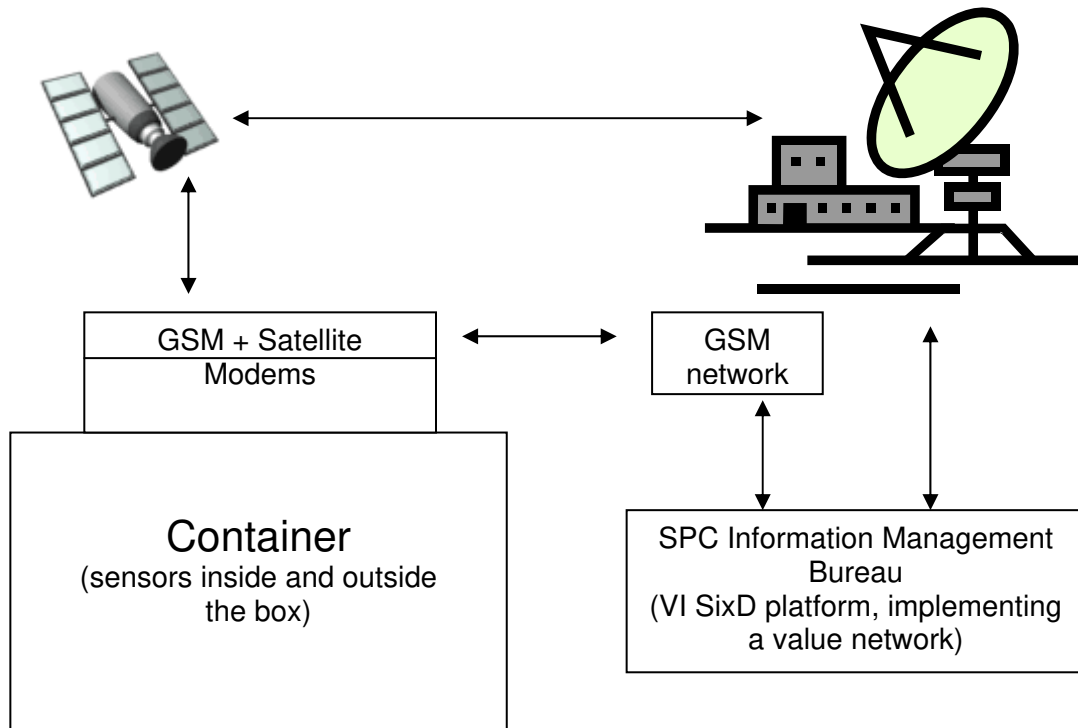 GSM + Satellite
Modems
GSM
network
Container
(sensors inside and outside
the box)
SPC Information Management
Bureau
(VI SixD platform, implementing
a value network)